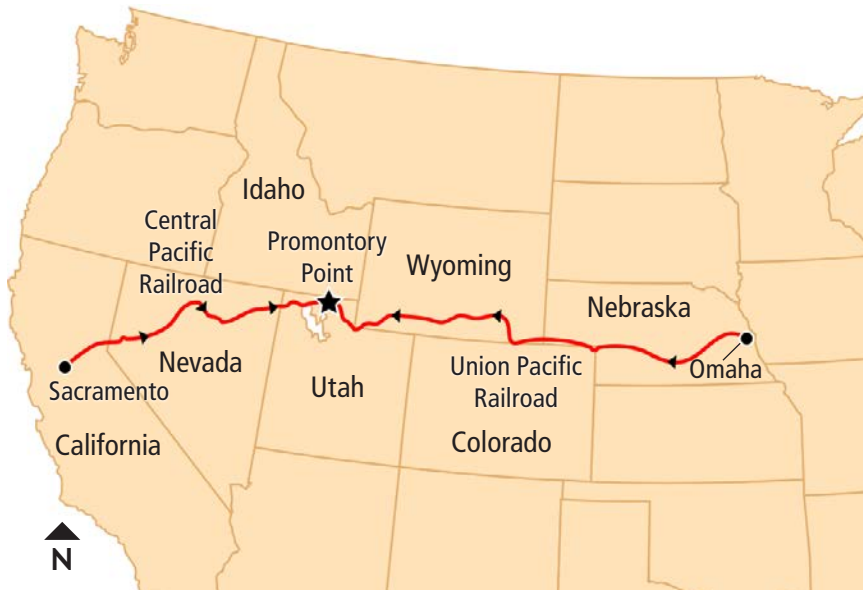 Idaho
Central
Pacific
Railroad
Promontory
Point
Wyoming
Nebraska
Nevada
Sacramento
Utah
Union Pacific
Railroad
Omaha
California
Colorado
N